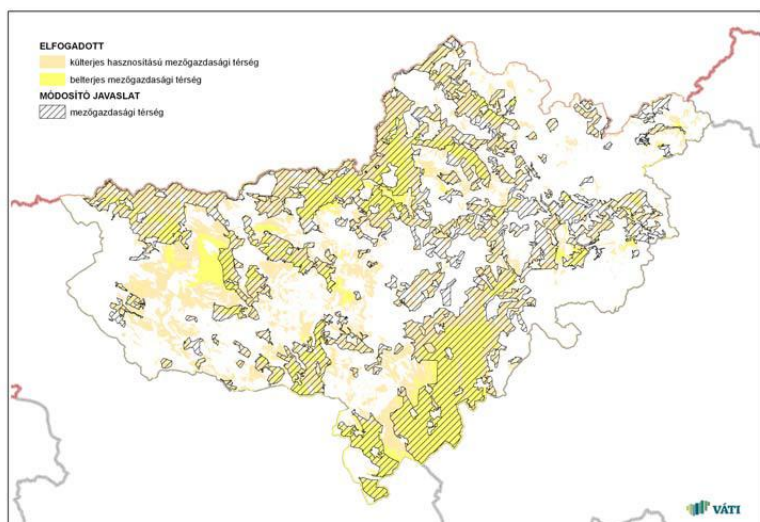 ELFOGADOTT
külterjes hasznosítású mezőgazdasági térség
belterjes mezőgazdasági térség
MÓDOSÍTÓ JAVASLAT
mezőgazdasági térség
VÁTI